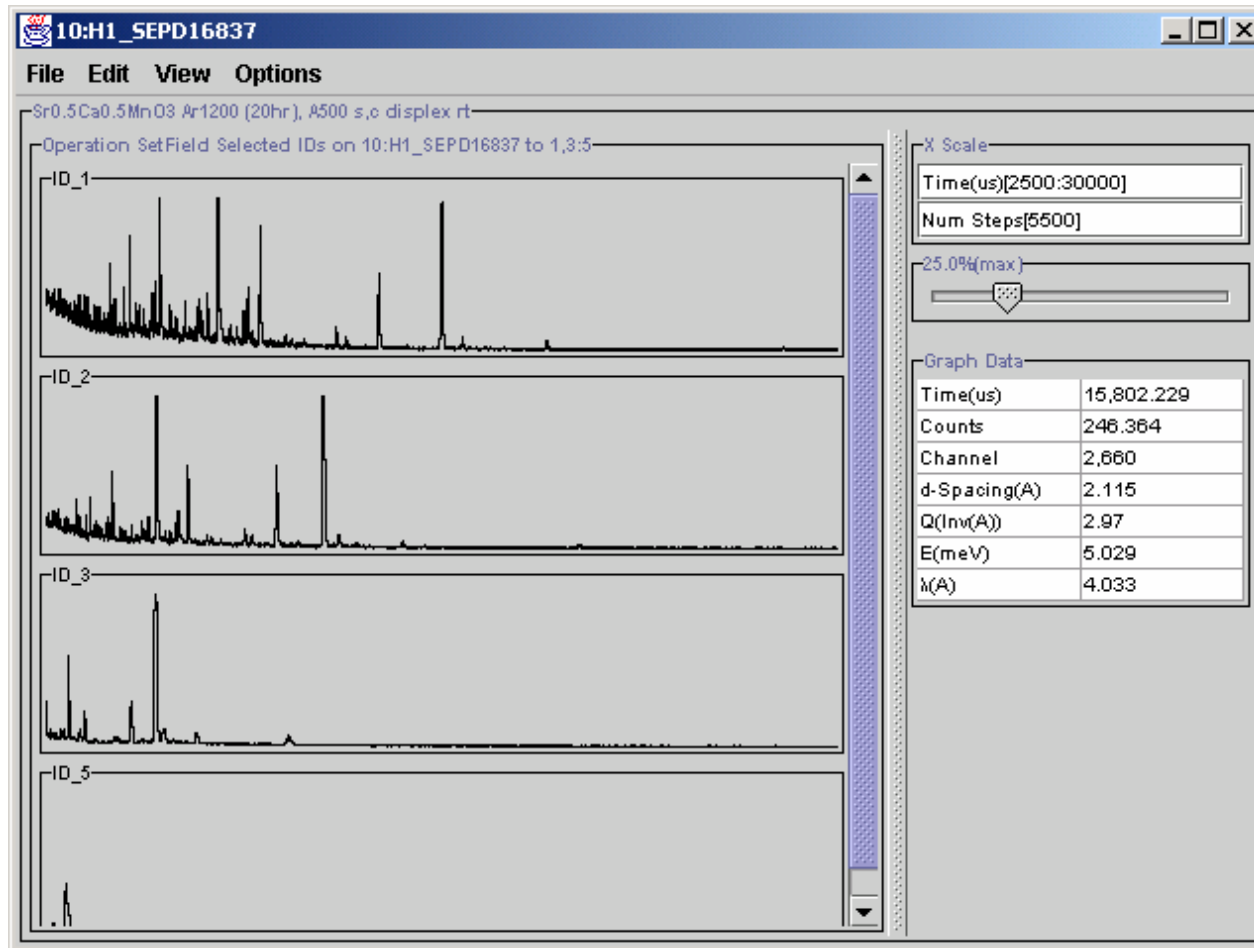 10:H1_SEPD16837
File Edit View Options
Sr0.5Ca0.5MnO3 Ar1200 (20hr), A500 s,c displex rt
Operation SetField Selected IDs on 10:H1_SEPD16837 to 1,3:5
ID_1
ID_2
ID_3
ID_5
X Scale
Time(us)[2500:30000]
Num Steps[5500]
25.0%(max)
Graph Data
Time(us) 15,802.229
Counts 246.364
Channel 2,660
d-Spacing(A) 2.115
Q(Inv(A)) 2.97
E(meV) 5.029
λ(A) 4.033